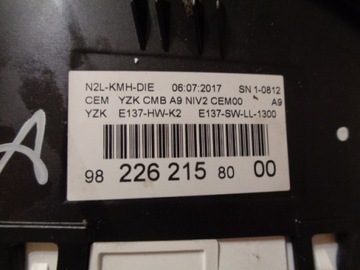 N2L-KMH-DIE 06:07:2017 SN 1-0812
CEM YZK CMB A9 NIV2 CEM00 A9
YZK E137-HW-K2 E137-SW-LL-1300
98 226 215 80 00
A